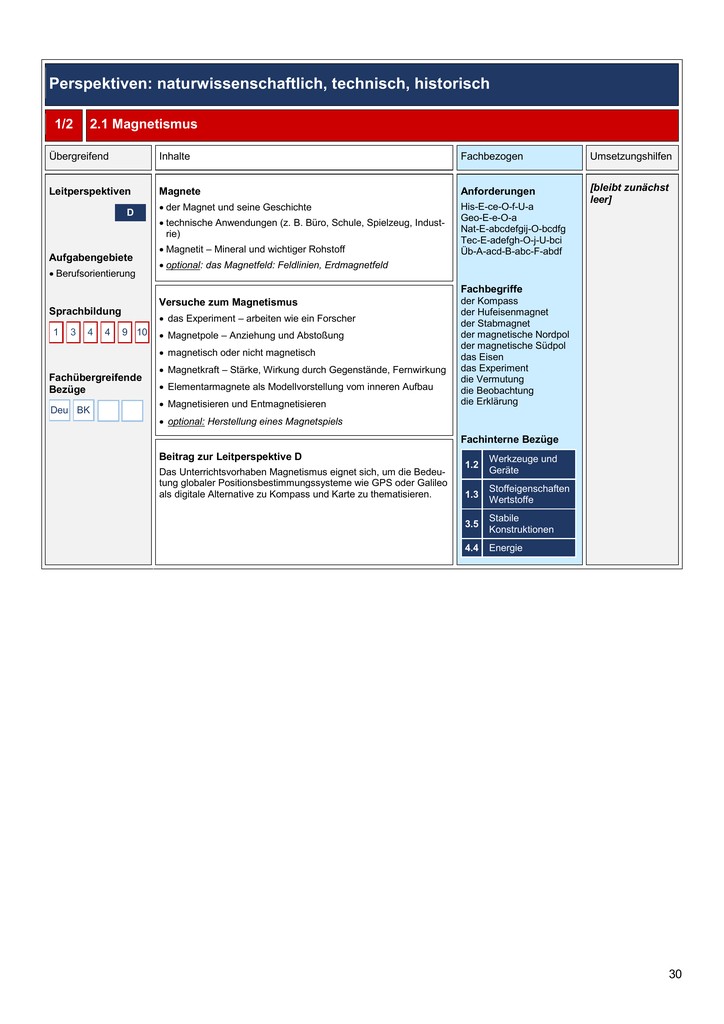 Perspektiven: naturwissenschaftlich, technisch, historisch
1/2 2.1 Magnetismus
Übergreifend
Inhalte
Fachbezogen
Umsetzungshilfen
Leitperspektiven
D
Aufgabengebiete
• Berufsorientierung
Sprachbildung
1 3 4 4 9 10
Fachübergreifende
Bezüge
Deu BK
Magnete
• der Magnet und seine Geschichte
• technische Anwendungen (z. B. Büro, Schule, Spielzeug, Indust-
rie)
• Magnetit – Mineral und wichtiger Rohstoff
• optional: das Magnetfeld: Feldlinien, Erdmagnetfeld
Versuche zum Magnetismus
• das Experiment – arbeiten wie ein Forscher
• Magnetpole – Anziehung und Abstoßung
• magnetisch oder nicht magnetisch
• Magnetkraft – Stärke, Wirkung durch Gegenstände, Fernwirkung
• Elementarmagnete als Modellvorstellung vom inneren Aufbau
• Magnetisieren und Entmagnetisieren
• optional: Herstellung eines Magnetspiels
Beitrag zur Leitperspektive D
Das Unterrichtsvorhaben Magnetismus eignet sich, um die Bedeu-
tung globaler Positionsbestimmungssysteme wie GPS oder Galileo
als digitale Alternative zu Kompass und Karte zu thematisieren.
Anforderungen
His-E-ce-O-f-U-a
Geo-E-e-O-a
Nat-E-abcdefgij-O-bcdfg
Tec-E-adefgh-O-j-U-bci
Üb-A-acd-B-abc-F-abdf
Fachbegriffe
der Kompass
der Hufeisenmagnet
der Stabmagnet
der magnetische Nordpol
der magnetische Südpol
das Eisen
das Experiment
die Vermutung
die Beobachtung
die Erklärung
Fachinterne Bezüge
1.2 Werkzeuge und
Geräte
1.3 Stoffeigenschaften
Wertstoffe
3.5 Stabile
Konstruktionen
4.4 Energie
[bleibt zunächst
leer]
30